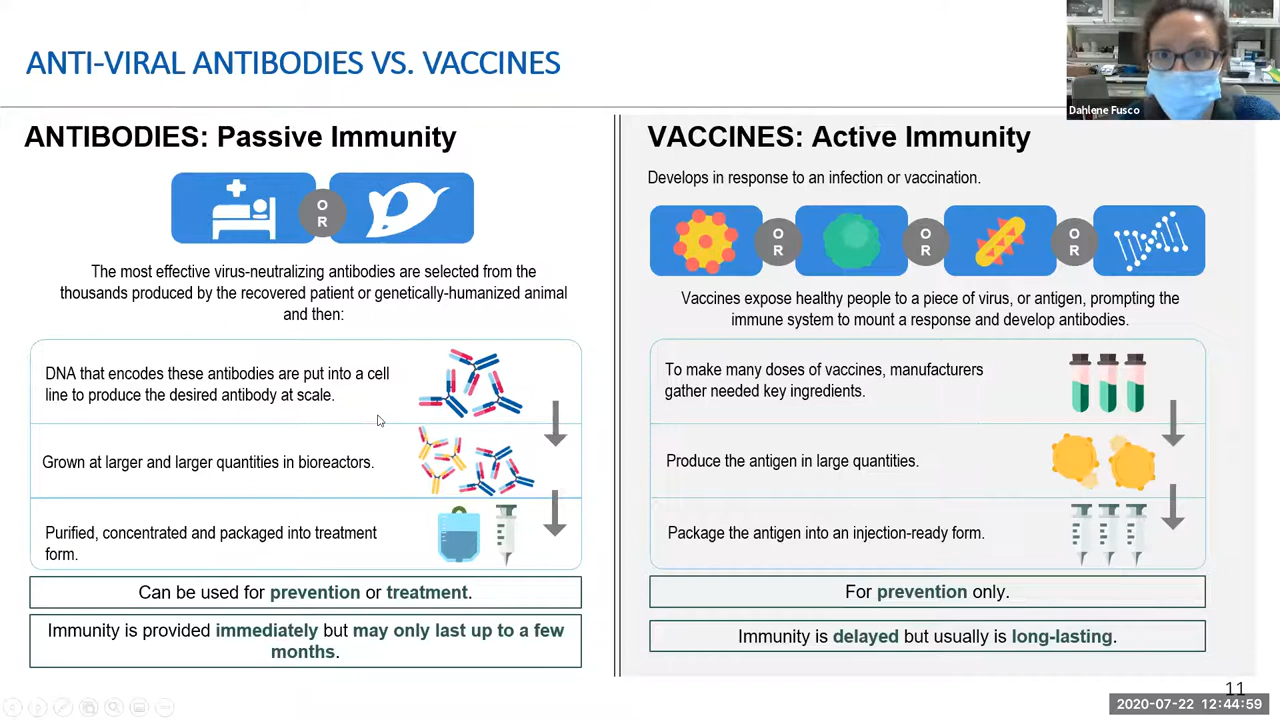 ANTI-VIRAL ANTIBODIES VS. VACCINES
Dahlene Fusco
ANTIBODIES: Passive Immunity
O
R
The most effective virus-neutralizing antibodies are selected from the
thousands produced by the recovered patient or genetically-humanized animal
and then:
DNA that encodes these antibodies are put into a cell
line to produce the desired antibody at scale.
Grown at larger and larger quantities in bioreactors.
Purified, concentrated and packaged into treatment
form.
Can be used for prevention or treatment.
Immunity is provided immediately but may only last up to a few
months.
VACCINES: Active Immunity
Develops in response to an infection or vaccination.
O
R
O
R
O
R
Vaccines expose healthy people to a piece of virus, or antigen, prompting the
immune system to mount a response and develop antibodies.
To make many doses of vaccines, manufacturers
gather needed key ingredients.
Produce the antigen in large quantities.
Package the antigen into an injection-ready form.
For prevention only.
Immunity is delayed but usually is long-lasting.
11
2020-07-22 12:44:59